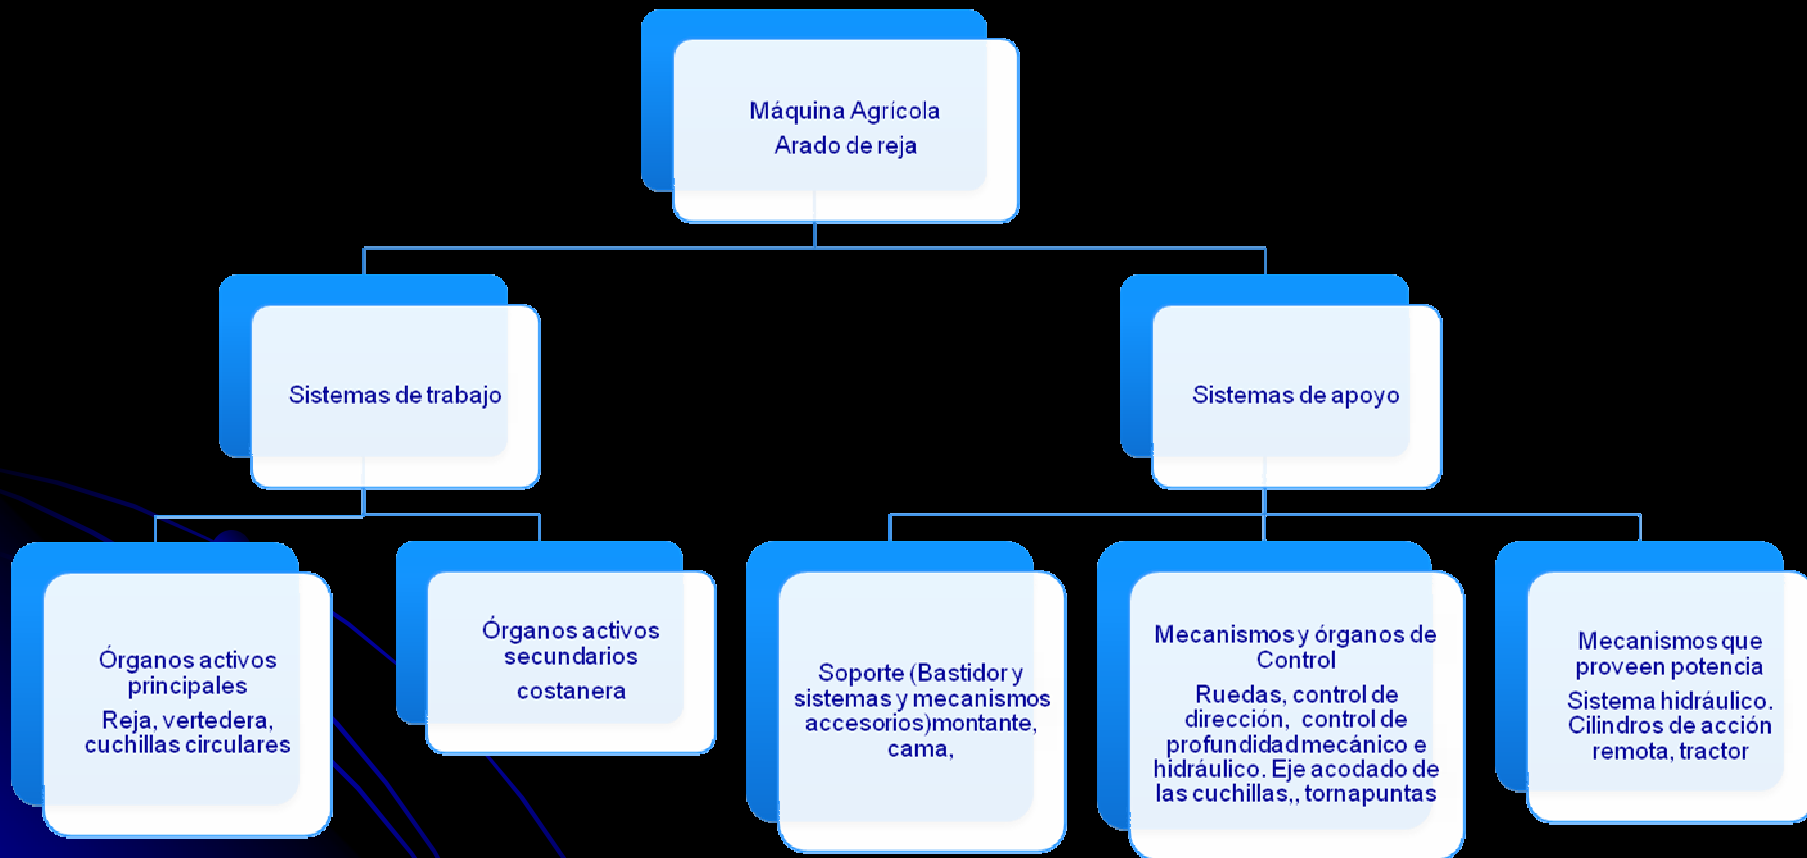 Máquina Agrícola
Arado de reja
Sistemas de trabajo
Sistemas de apoyo
Órganos activos
principales
Reja, vertedera,
cuchillas circulares
Órganos activos
secundarios
costanera
Soporte (Bastidor y
sistemas y mecanismos
accesorios)montante,
cama,
Mecanismos y órganos de
Control
Ruedas, control de
dirección, control de
profundidad mecánico e
hidráulico. Eje acodado de
las cuchillas,, tornapuntas
Mecanismos que
proveen potencia
Sistema hidráulico.
Cilindros de acción
remota, tractor